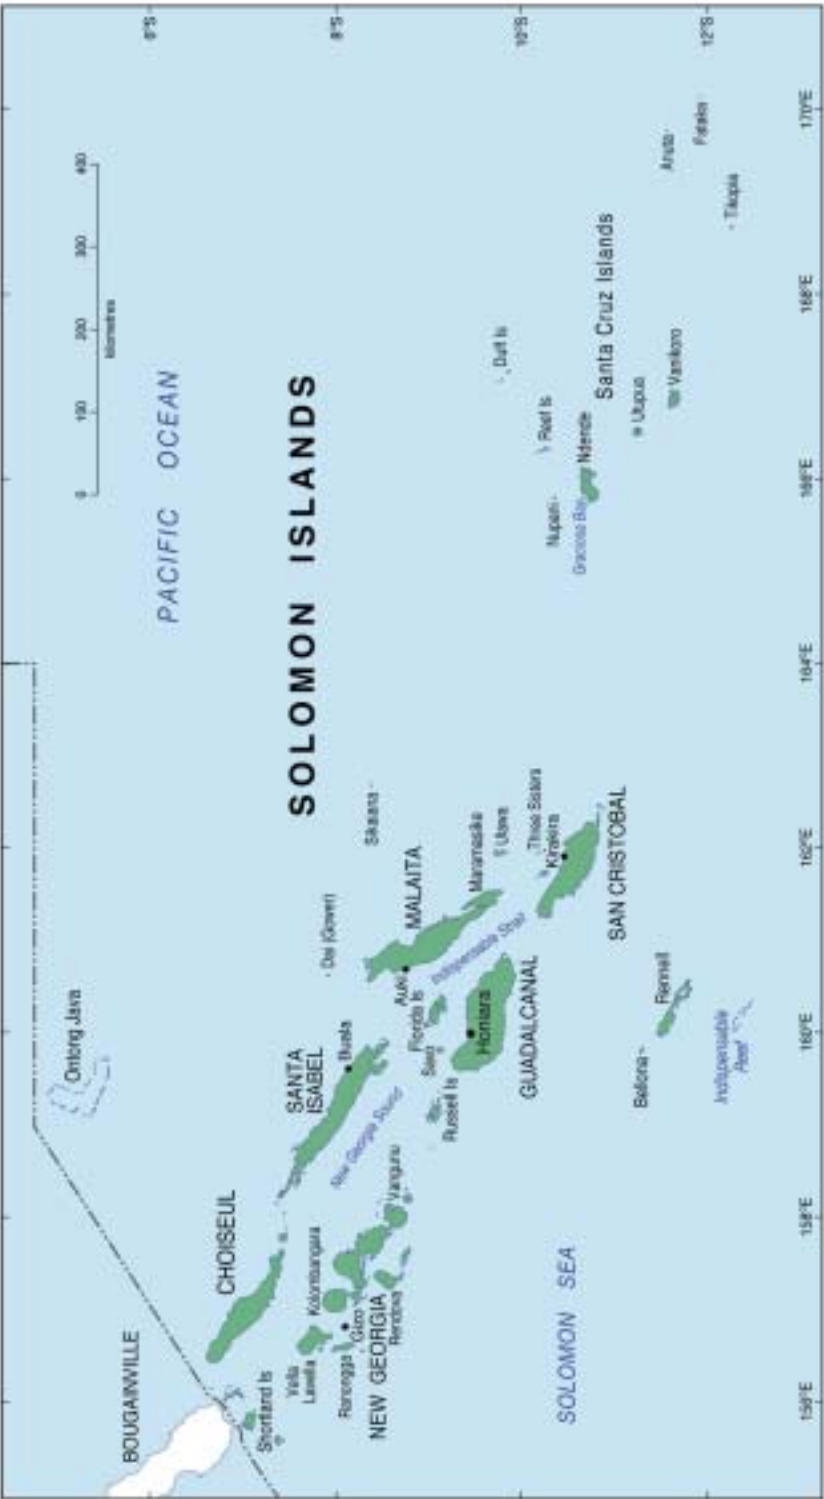 SOLOMON ISLANDS
PACIFIC OCEAN
SOLOMON SEA
0 100 200 300 400
kilometres
6°S
8°S
10°S
12°S
156°E
158°E
160°E
162°E
164°E
166°E
168°E
170°E
BOUGAINVILLE
Shortland Is
CHOISEUL
Vella
Lavella
Ranongga
Kolombangara
Gizo
NEW GEORGIA
Rendova
Vangunu
New Georgia Sound
SANTA
ISABEL
Buala
Ontong Java
Russell Is
Savo
Florida Is
Honiara
GUADALCANAL
Auki
MALAITA
Dai (Gower)
Sikaiana
Maramasike
Ulawa
Indispensable Strait
Three Sisters
Kirakira
SAN CRISTOBAL
Bellona
Rennell
Indispensable
Reef
Duff Is
Reef Is
Nupani
Graciosa Bay
Ndende
Santa Cruz Islands
Utupua
Vanikoro
Tikopia
Fataka